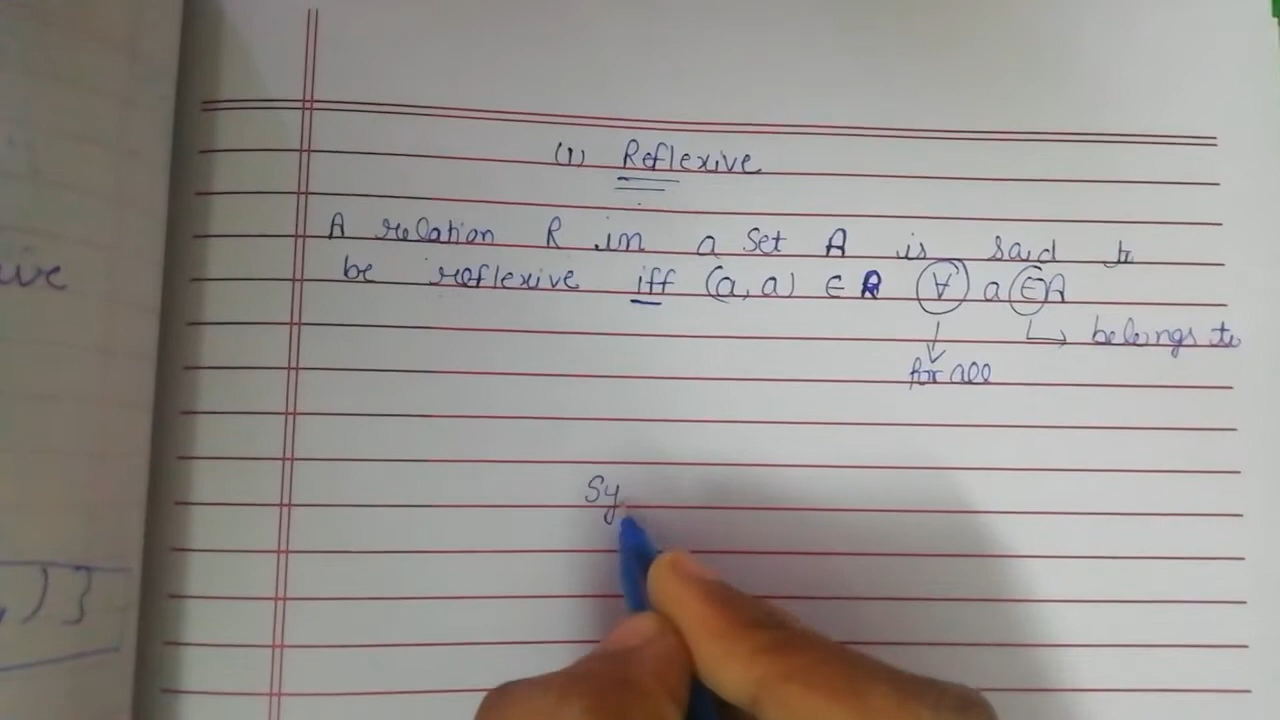 (1) Reflexive
A relation R in a set A is said to
be reflexive iff (a, a) ∈ R ∀ a ∈ A
belongs to
for all
Sy
, ) }